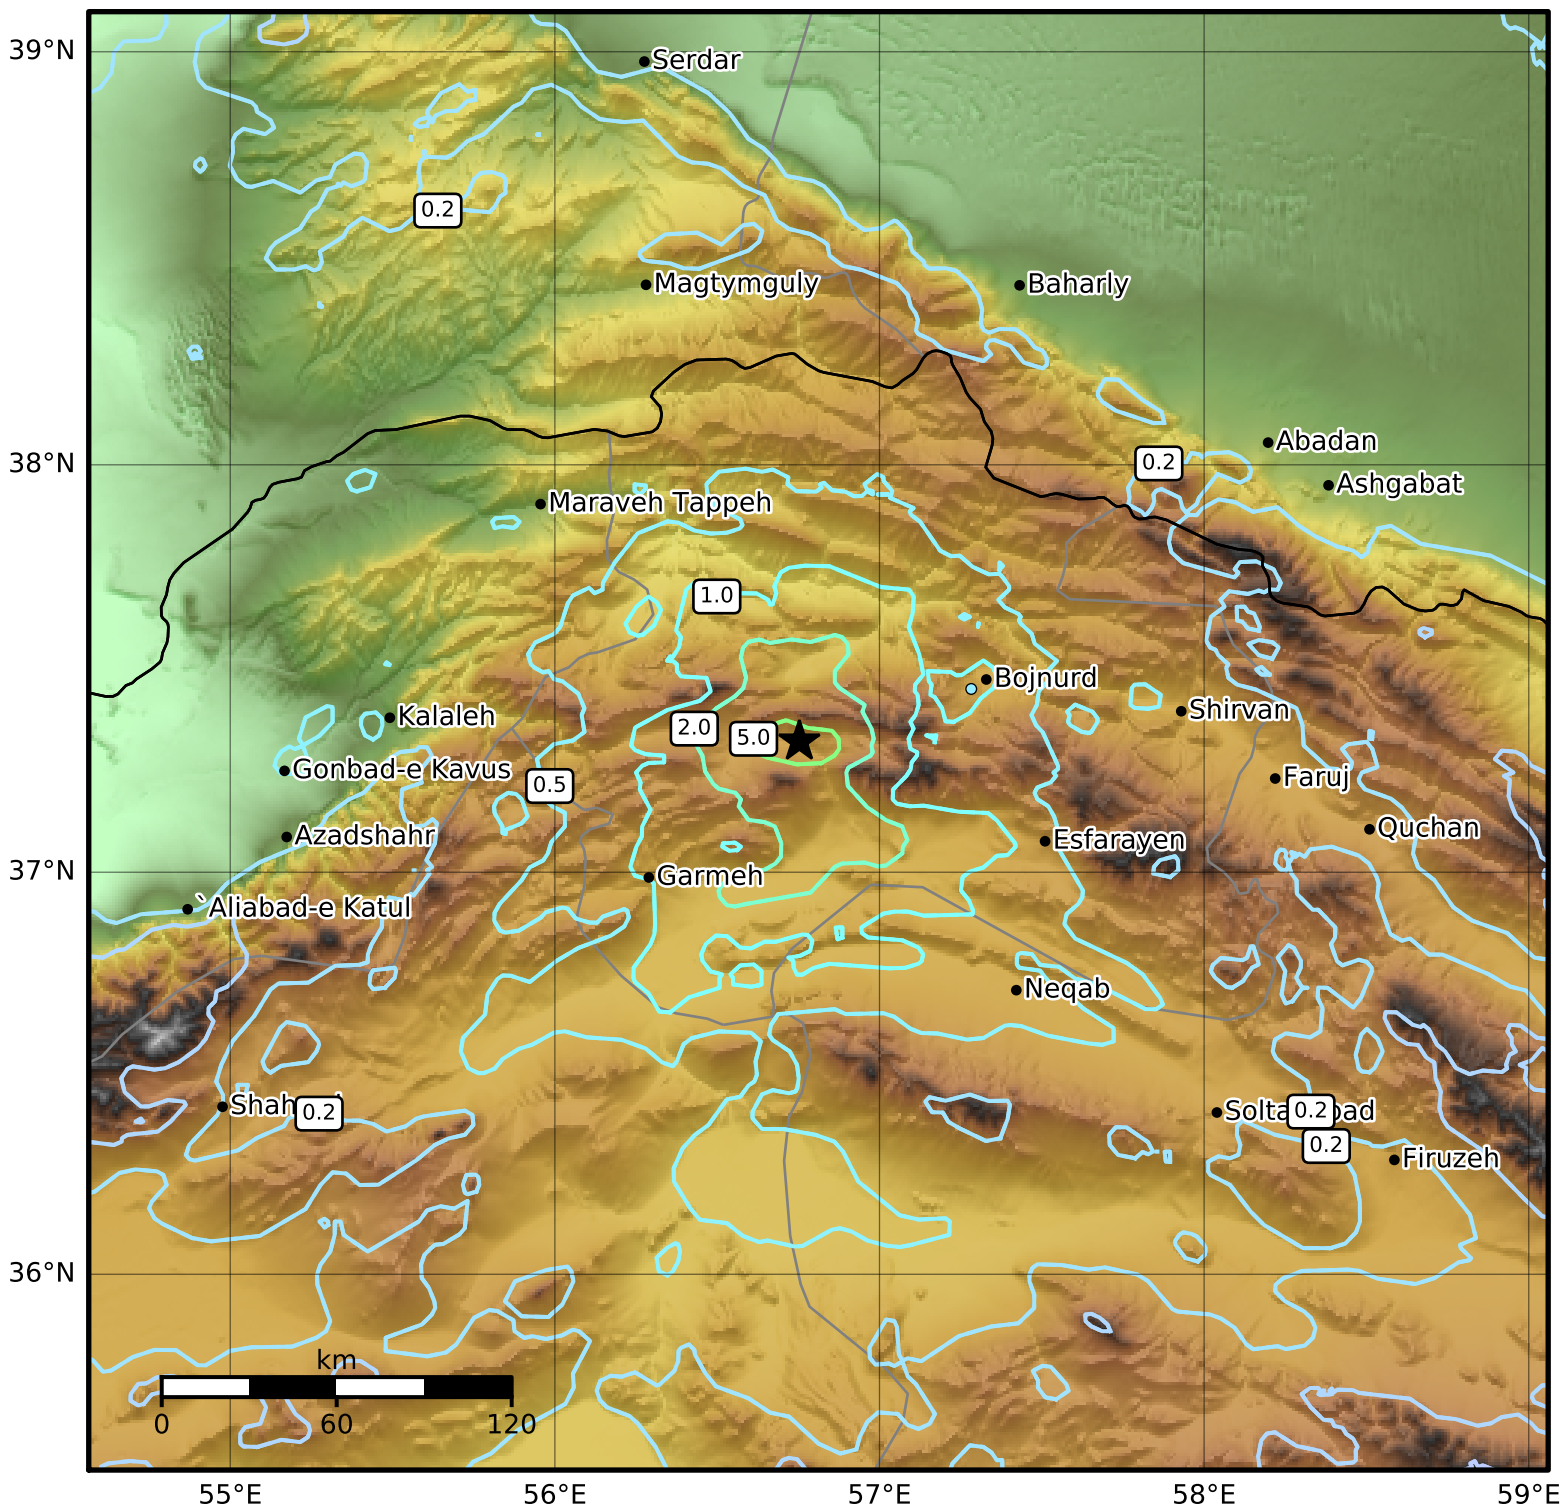 39°N
Serdar
0.2
Magtymguly
Baharly
38°N
0.2
Abadan
Ashgabat
Maraveh Tappeh
1.0
Bojnurd
Kalaleh
Shirvan
2.0
5.0
Gonbad-e Kavus
0.5
Faruj
Azadshahr
Quchan
Esfarayen
37°N
Garmeh
`Aliabad-e Katul
Neqab
0.2
0.2
0.2
Firuzeh
36°N
km
0 60 120
55°E 56°E 57°E 58°E 59°E